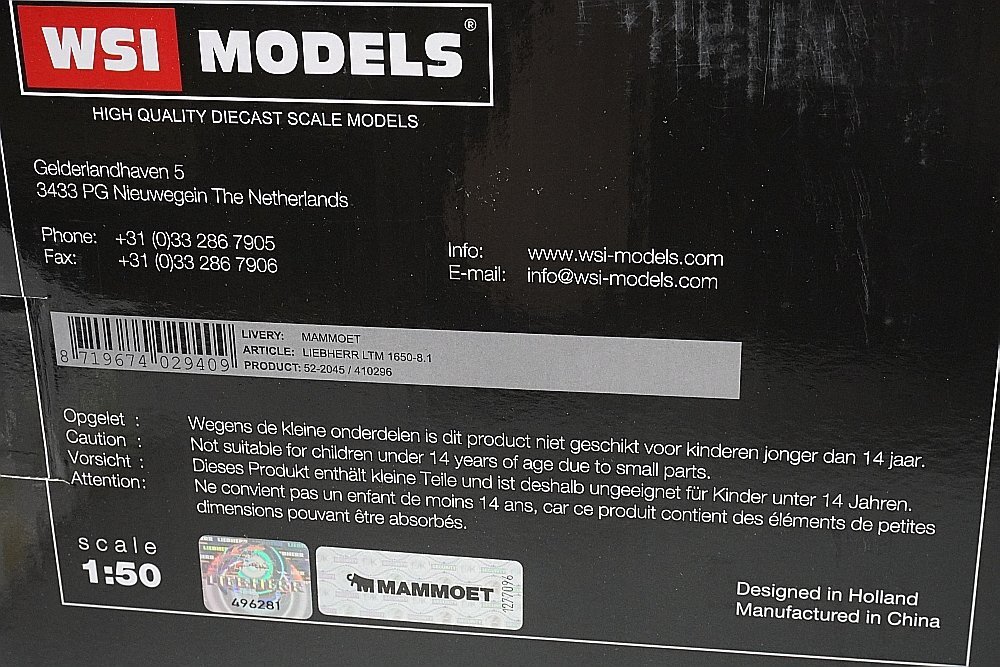 WSI MODELS®
HIGH QUALITY DIECAST SCALE MODELS
Gelderlandhaven 5
3433 PG Nieuwegein The Netherlands
Phone: +31 (0)33 286 7905
Fax: +31 (0)33 286 7906
Info: www.wsi-models.com
E-mail: info@wsi-models.com
LIVERY: MAMMOET
ARTICLE: LIEBHERR LTM 1650-8.1
PRODUCT: 52-2045 / 410296
8 719674 029409
Opgelet : Wegens de kleine onderdelen is dit product niet geschikt voor kinderen jonger dan 14 jaar.
Caution : Not suitable for children under 14 years of age due to small parts.
Vorsicht : Dieses Produkt enthält kleine Teile und ist deshalb ungeeignet für Kinder unter 14 Jahren.
Attention: Ne convient pas un enfant de moins 14 ans, car ce produit contient des éléments de petites
dimensions pouvant être absorbés.
scale
1:50
LIEBHERR
496281
MAMMOET
1277096
Designed in Holland
Manufactured in China